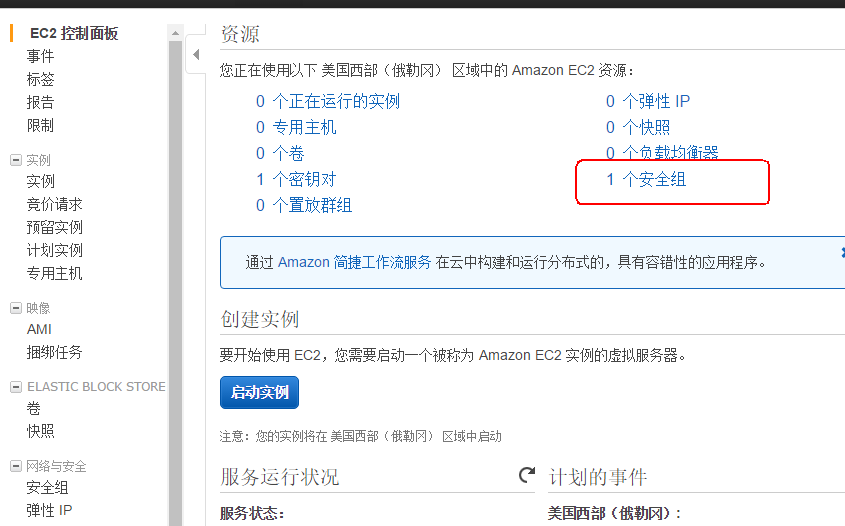 EC2 控制面板
事件
标签
报告
限制
实例
实例
竞价请求
预留实例
计划实例
专用主机
映像
AMI
捆绑任务
ELASTIC BLOCK STORE
卷
快照
网络与安全
安全组
弹性 IP
资源
您正在使用以下 美国西部（俄勒冈） 区域中的 Amazon EC2 资源：
0 个正在运行的实例
0 个弹性 IP
0 专用主机
0 个快照
0 个卷
0 个负载均衡器
1 个密钥对
1 个安全组
0 个置放群组
通过 Amazon 简捷工作流服务 在云中构建和运行分布式的，具有容错性的应用程序。
创建实例
要开始使用 EC2，您需要启动一个被称为 Amazon EC2 实例的虚拟服务器。
启动实例
注意：您的实例将在 美国西部（俄勒冈） 区域中启动
服务运行状况
计划的事件
服务状态：
美国西部（俄勒冈）：